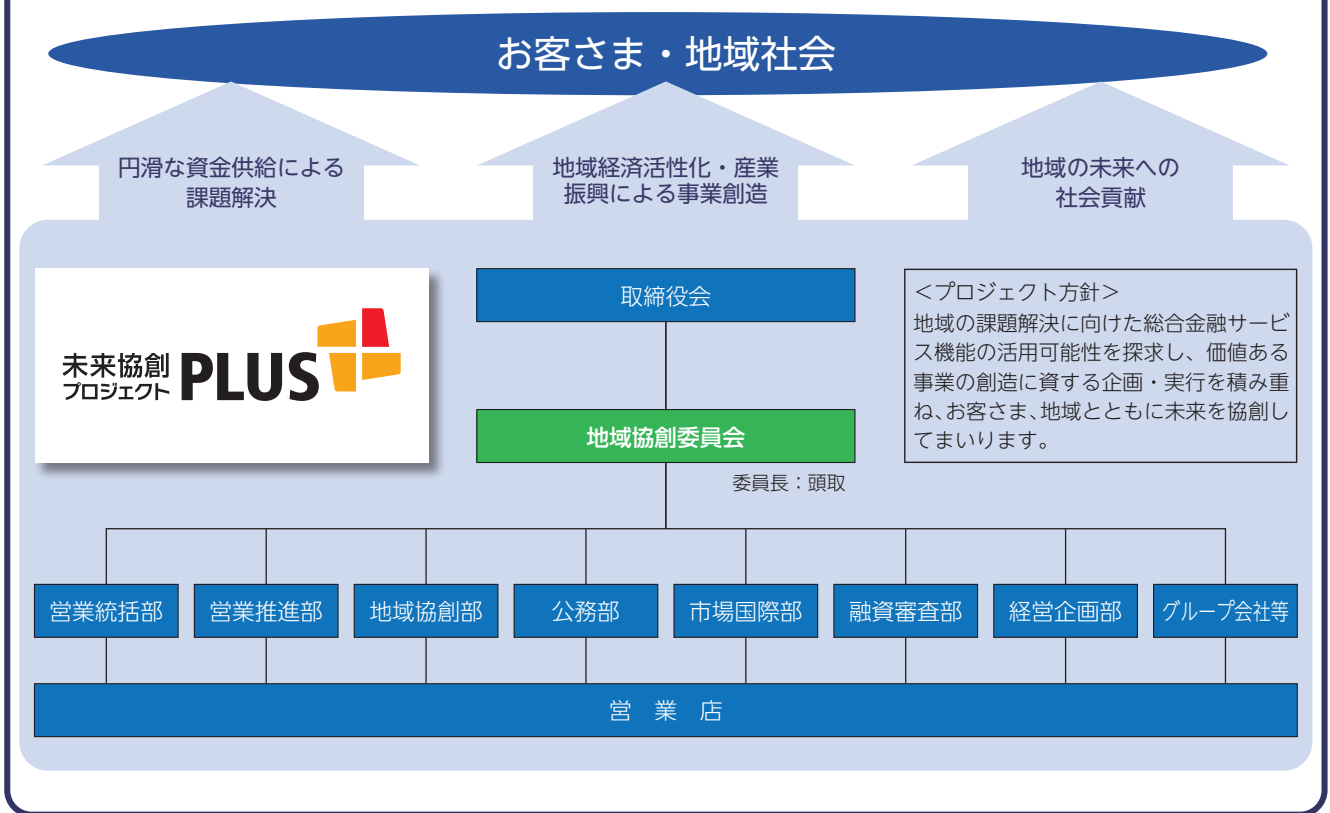 お客さま・地域社会
円滑な資金供給による
課題解決
地域経済活性化・産業
振興による事業創造
地域の未来への
社会貢献
未来協創
プロジェクト PLUS
取締役会
地域協創委員会
委員長：頭取
＜プロジェクト方針＞
地域の課題解決に向けた総合金融サービ
ス機能の活用可能性を探求し、価値ある
事業の創造に資する企画・実行を積み重
ね、お客さま、地域とともに未来を協創し
てまいります。
営業統括部
営業推進部
地域協創部
公務部
市場国際部
融資審査部
経営企画部
グループ会社等
営業店